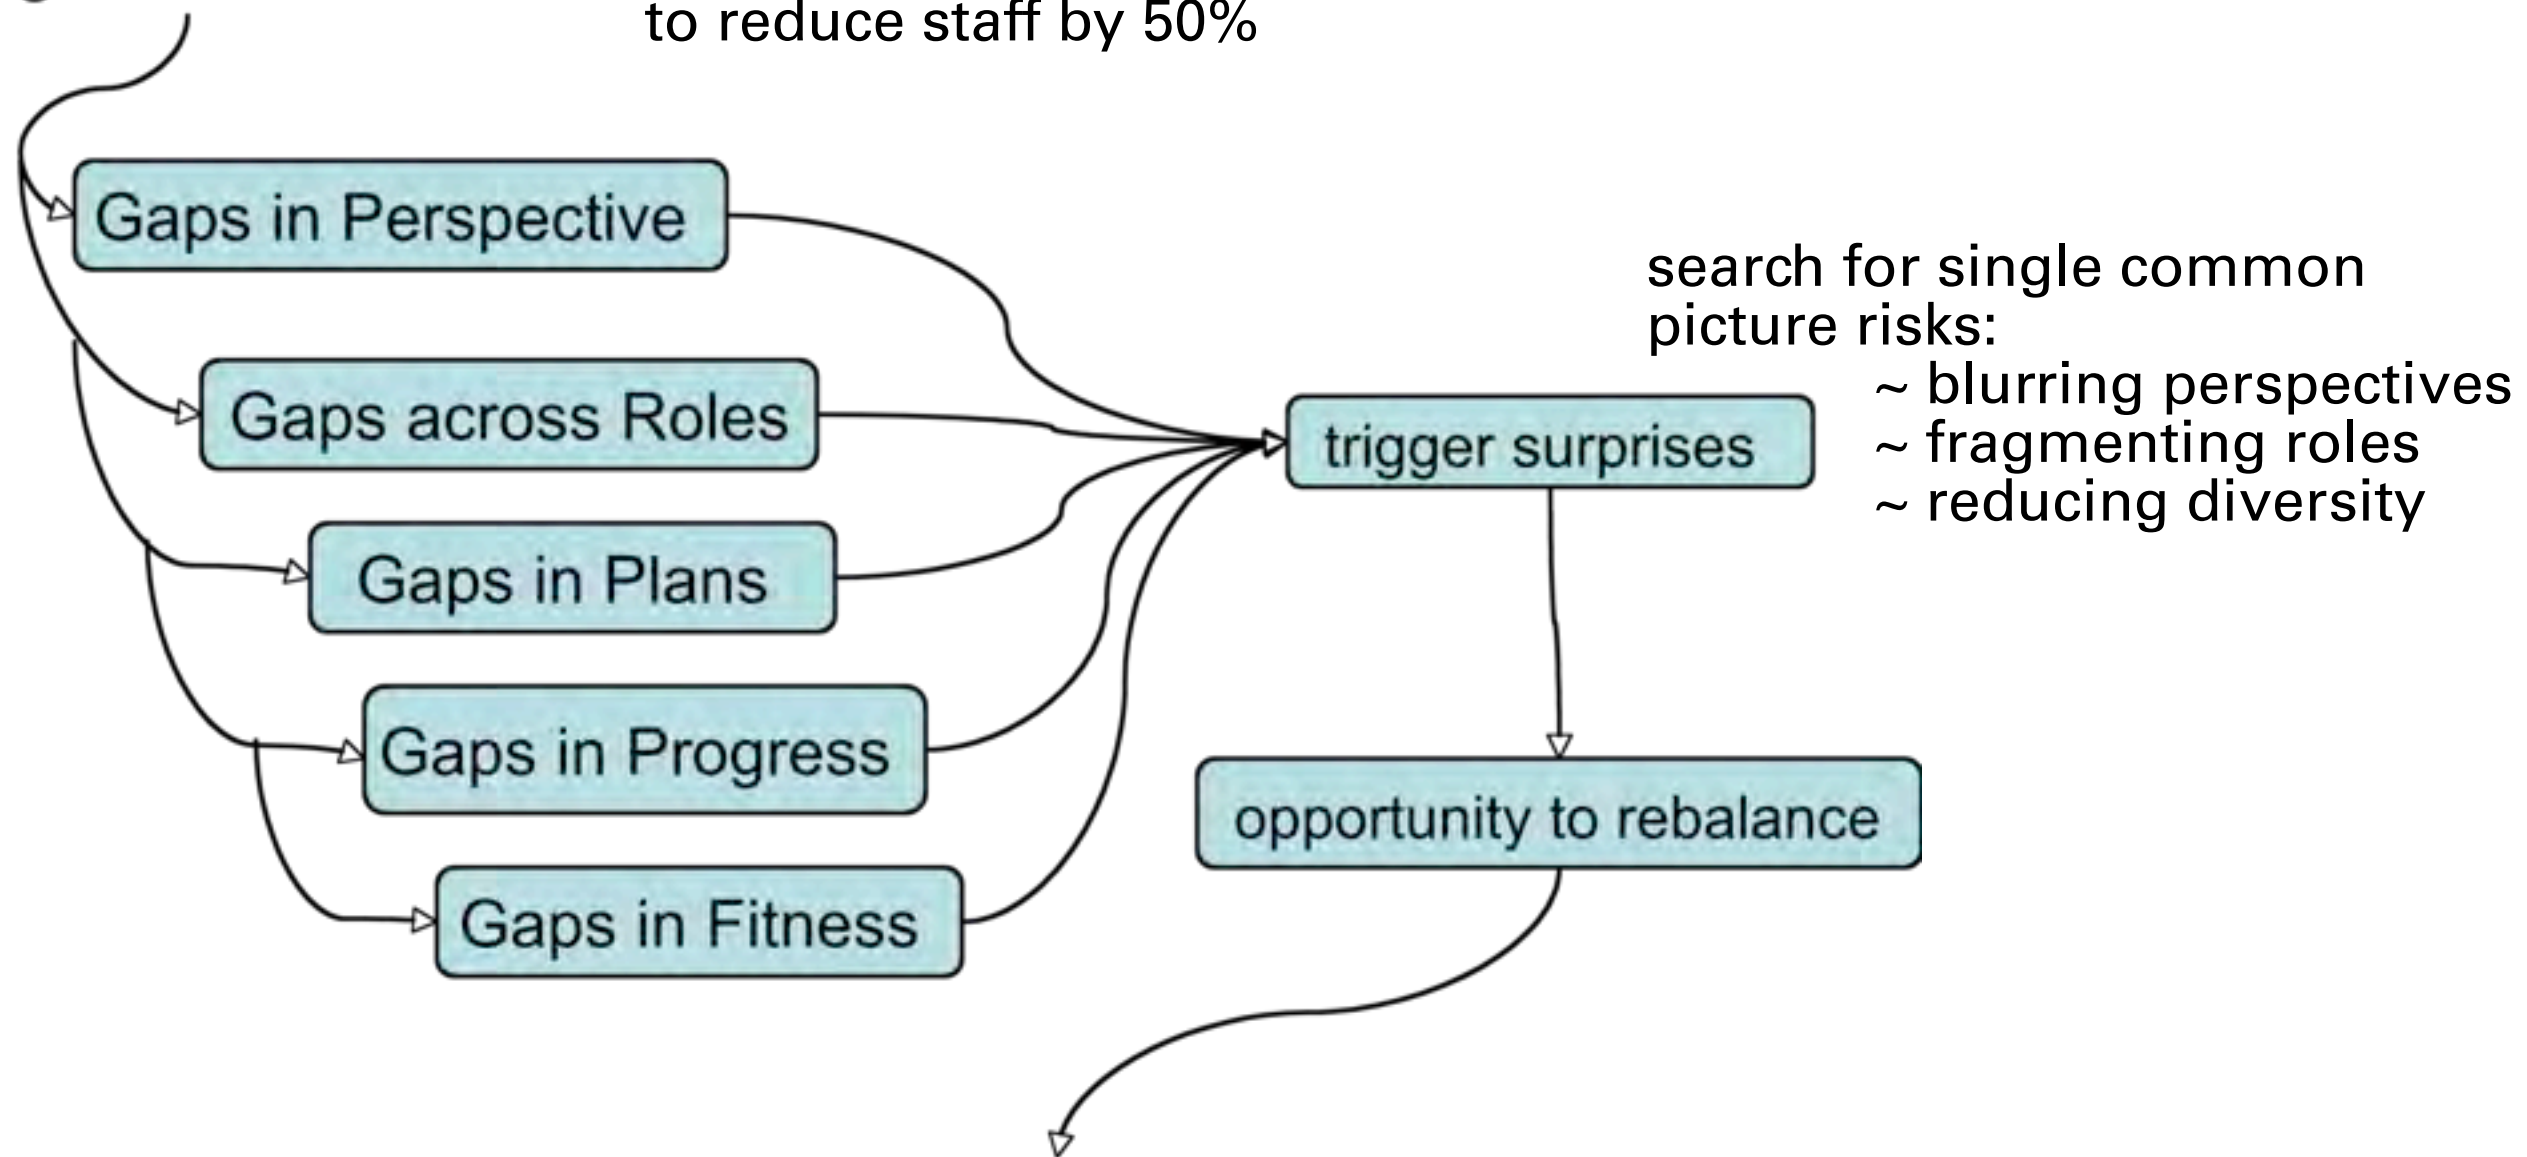 to reduce staff by 50%
Gaps in Perspective
Gaps across Roles
Gaps in Plans
Gaps in Progress
Gaps in Fitness
trigger surprises
opportunity to rebalance
search for single common
picture risks:
~ blurring perspectives
~ fragmenting roles
~ reducing diversity